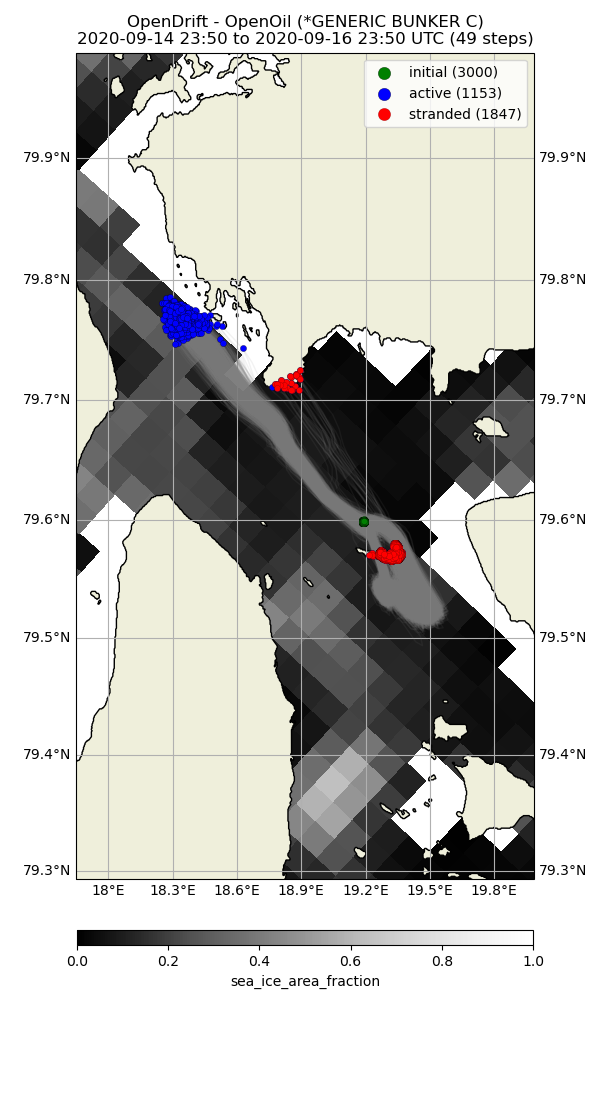 OpenDrift - OpenOil (*GENERIC BUNKER C)
2020-09-14 23:50 to 2020-09-16 23:50 UTC (49 steps)
initial (3000)
active (1153)
stranded (1847)
79.9°N 79.9°N
79.8°N 79.8°N
79.7°N 79.7°N
79.6°N 79.6°N
79.5°N 79.5°N
79.4°N 79.4°N
79.3°N 79.3°N
18°E 18.3°E 18.6°E 18.9°E 19.2°E 19.5°E 19.8°E
0.0 0.2 0.4 0.6 0.8 1.0
sea_ice_area_fraction